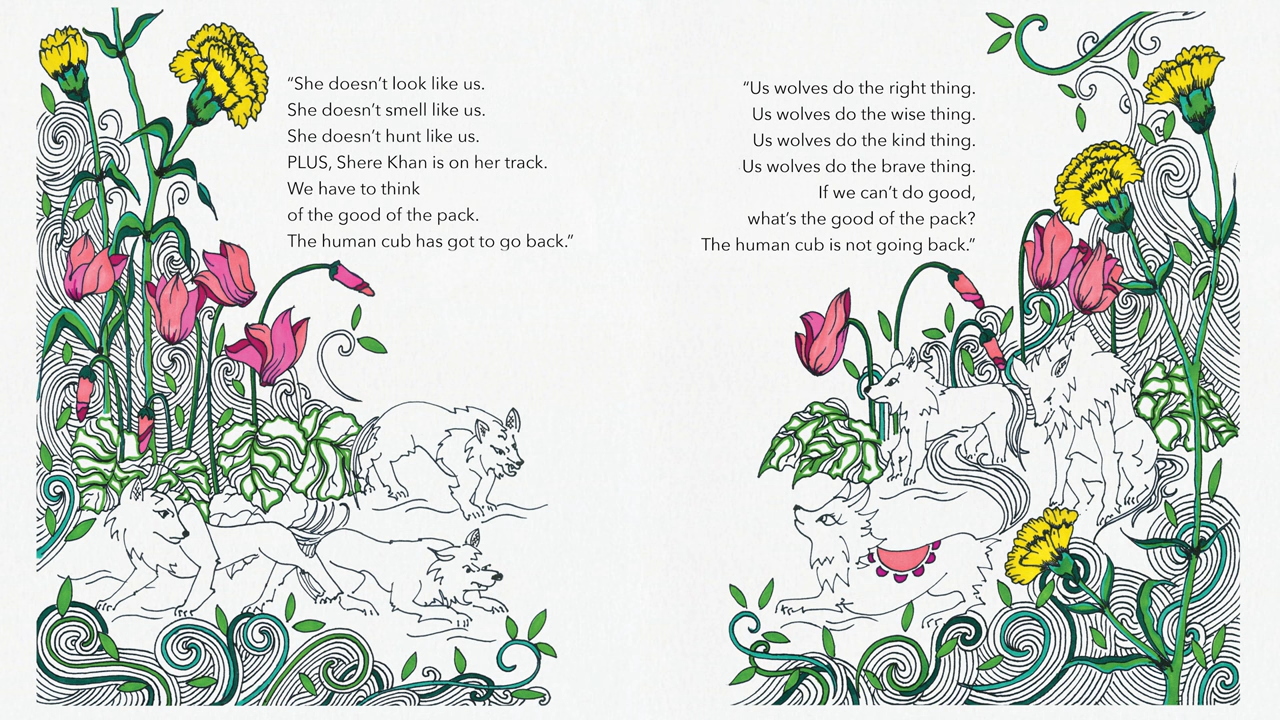 “She doesn’t look like us.
She doesn’t smell like us.
She doesn’t hunt like us.
PLUS, Shere Khan is on her track.
We have to think
of the good of the pack.
The human cub has got to go back.”
“Us wolves do the right thing.
Us wolves do the wise thing.
Us wolves do the kind thing.
Us wolves do the brave thing.
If we can’t do good,
what’s the good of the pack?
The human cub is not going back.”